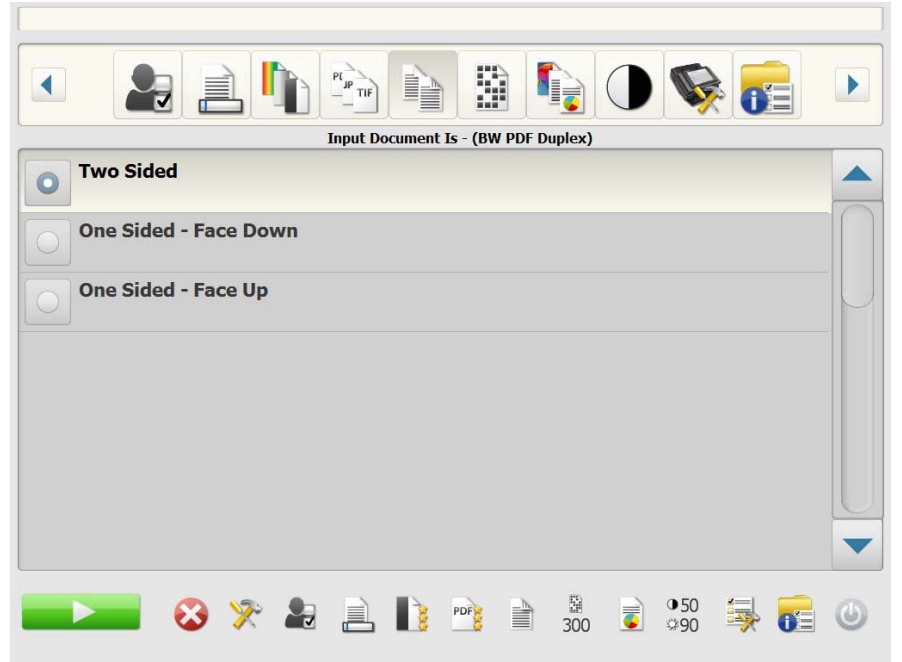 PD
JP
TIF
Input Document Is - (BW PDF Duplex)
Two Sided
One Sided - Face Down
One Sided - Face Up
PDF
300
50
90